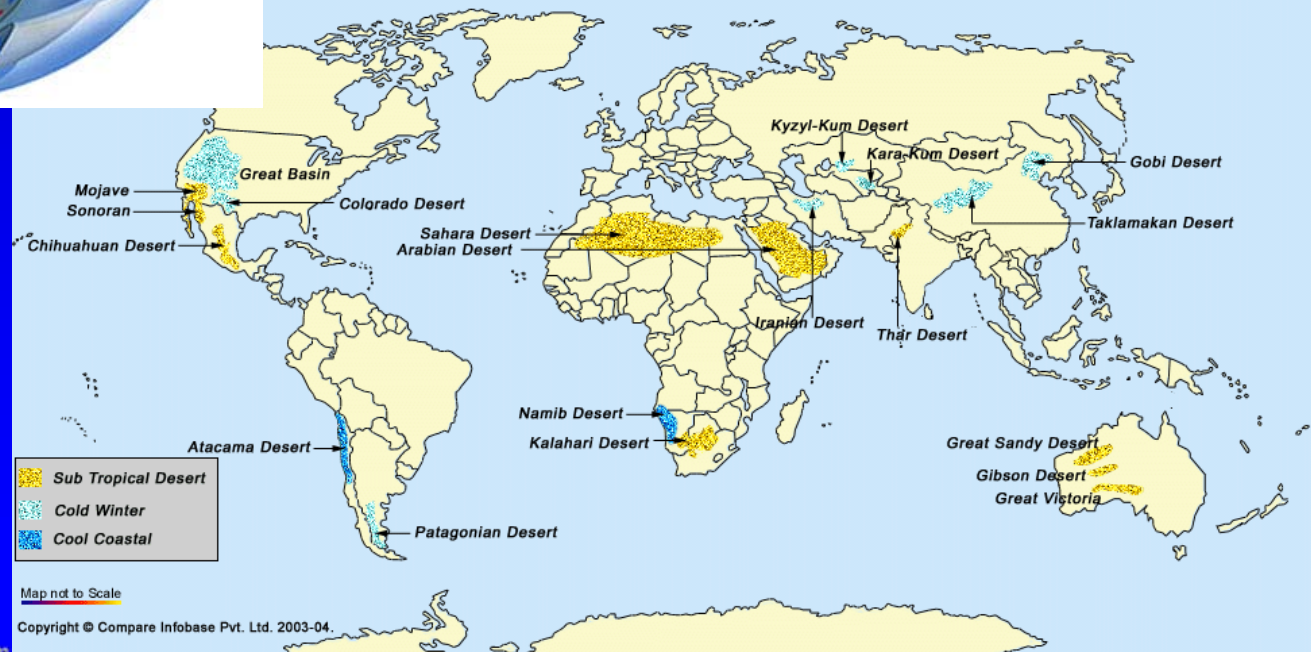 Kyzyl-Kum Desert
Kara-Kum Desert
Gobi Desert
Great Basin
Mojave
Colorado Desert
Sonoran
Taklamakan Desert
Sahara Desert
Chihuahuan Desert
Arabian Desert
Iranian Desert
Thar Desert
Namib Desert
Kalahari Desert
Great Sandy Desert
Atacama Desert
Gibson Desert
Great Victoria
Sub Tropical Desert
Cold Winter
Cool Coastal
Patagonian Desert
Map not to Scale
Copyright © Compare Infobase Pvt. Ltd. 2003-04.